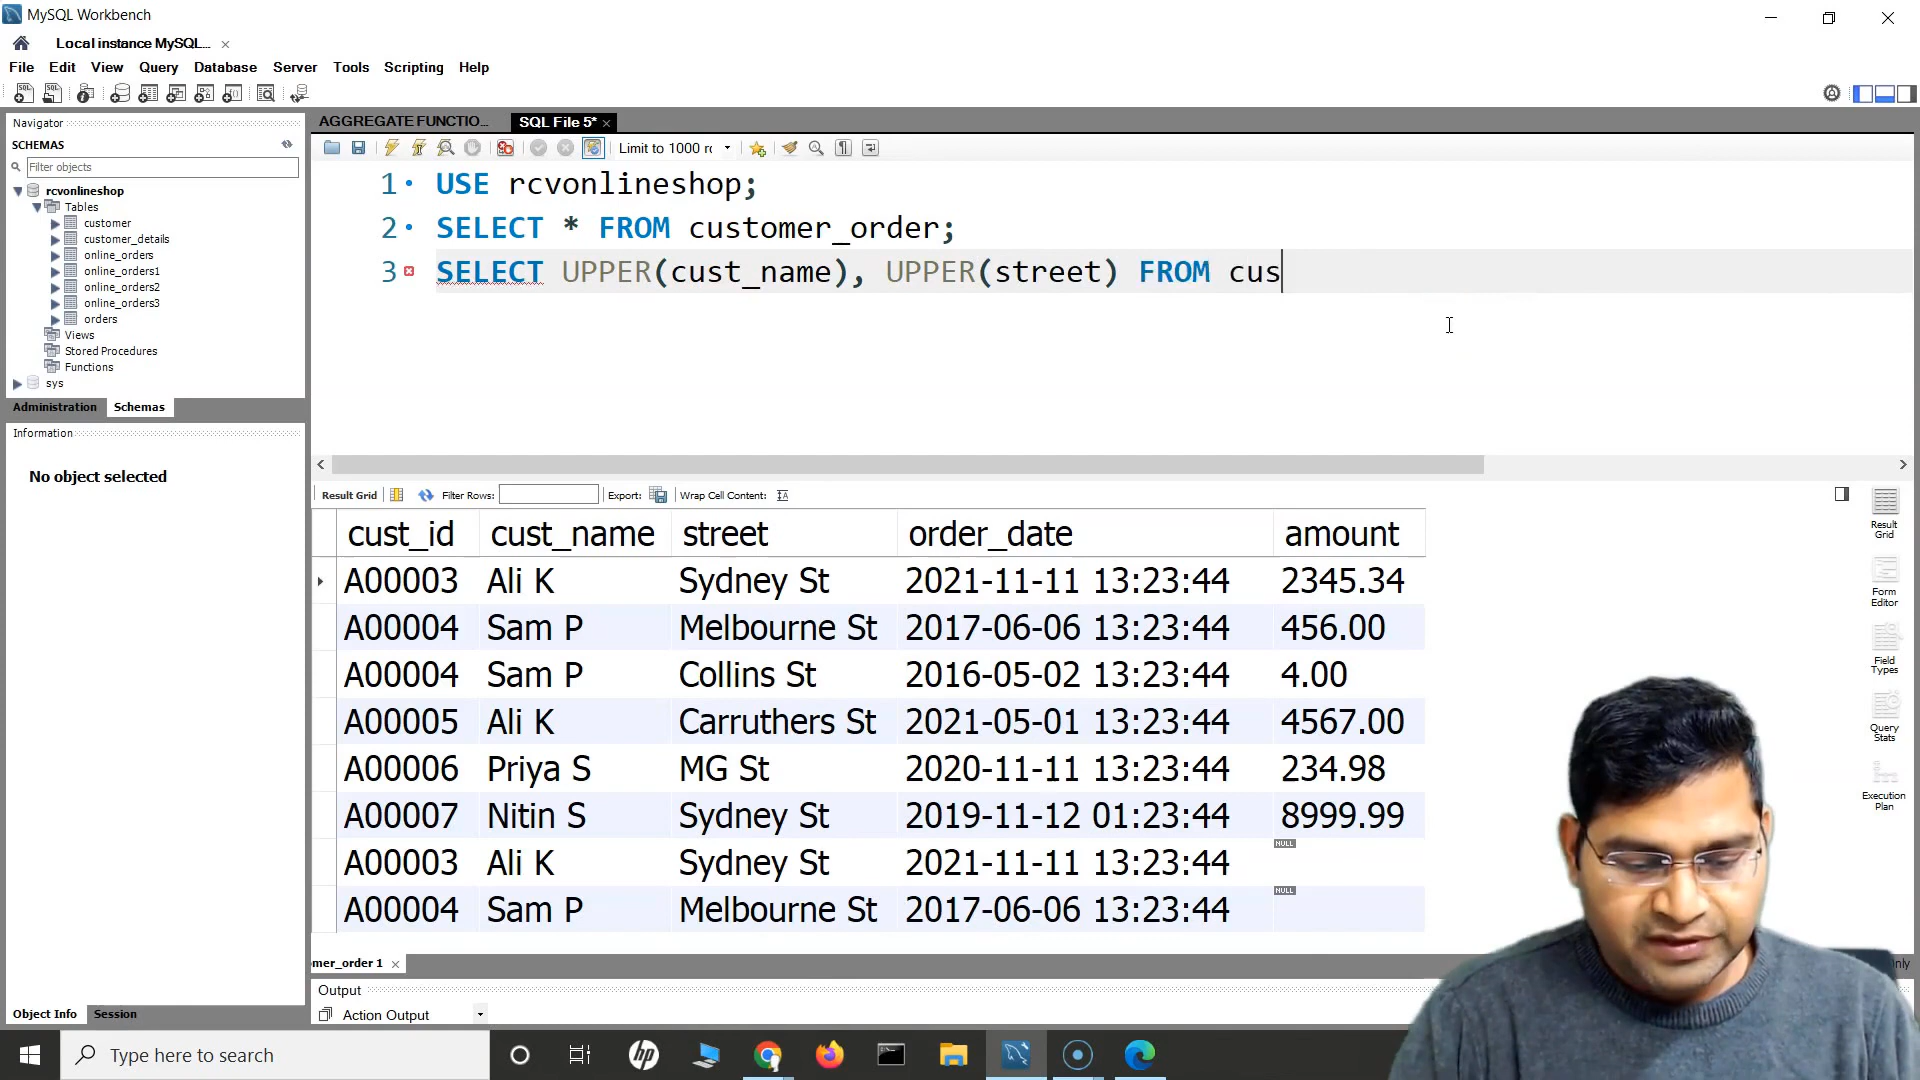 MySQL Workbench
Local instance MySQL...
File Edit View Query Database Server Tools Scripting Help
Navigator
SCHEMAS
Filter objects
rcvonlineshop
Tables
customer
customer_details
online_orders
online_orders1
online_orders2
online_orders3
orders
Views
Stored Procedures
Functions
sys
Administration Schemas
Information
No object selected
Object Info Session
AGGREGATE FUNCTIO... SQL File 5*
Limit to 1000 r
1 USE rcvonlineshop;
2 SELECT * FROM customer_order;
3 SELECT UPPER(cust_name), UPPER(street) FROM cus
Result Grid Filter Rows: Export: Wrap Cell Content:
cust_id cust_name street order_date amount
A00003 Ali K Sydney St 2021-11-11 13:23:44 2345.34
A00004 Sam P Melbourne St 2017-06-06 13:23:44 456.00
A00004 Sam P Collins St 2016-05-02 13:23:44 4.00
A00005 Ali K Carruthers St 2021-05-01 13:23:44 4567.00
A00006 Priya S MG St 2020-11-11 13:23:44 234.98
A00007 Nitin S Sydney St 2019-11-12 01:23:44 8999.99
A00003 Ali K Sydney St 2021-11-11 13:23:44 NULL
A00004 Sam P Melbourne St 2017-06-06 13:23:44 NULL
Result
Grid
Form
Editor
Field
Types
Query
Stats
Execution
Plan
mer_order 1
Output
Action Output
Type here to search